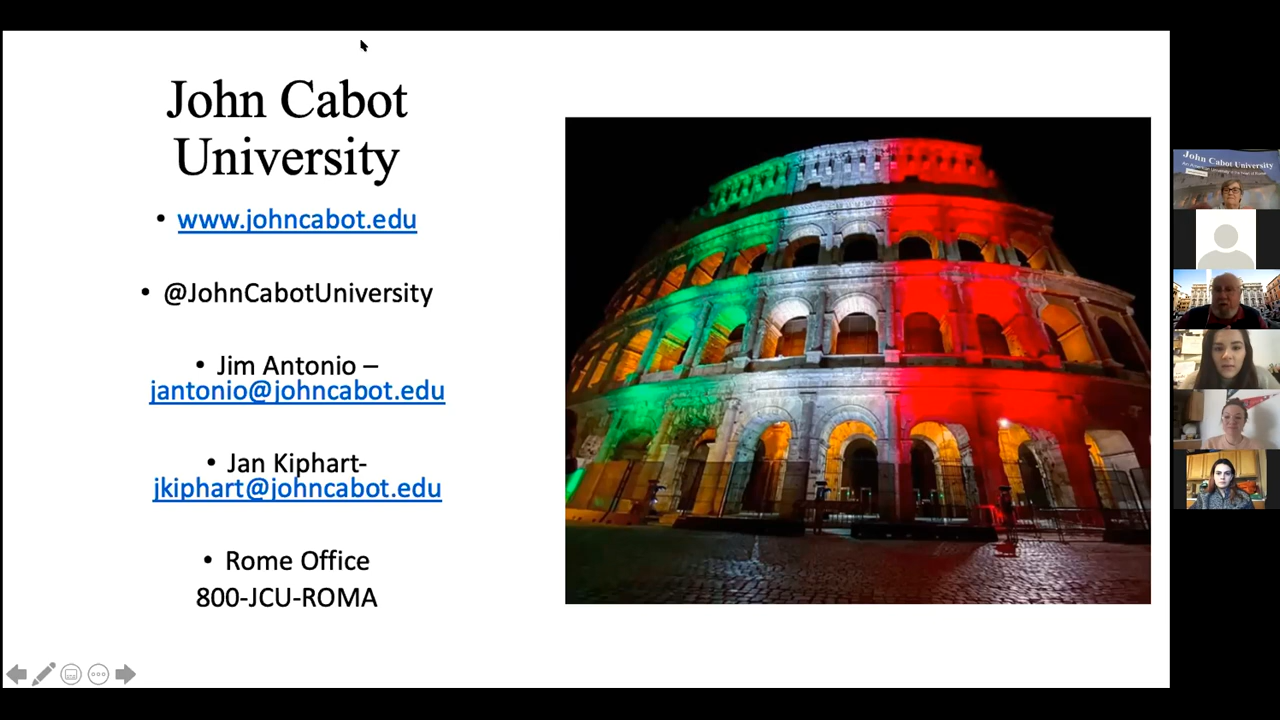 John Cabot
University
• www.johncabot.edu
• @JohnCabotUniversity
• Jim Antonio –
jantonio@johncabot.edu
• Jan Kiphart-
jkiphart@johncabot.edu
• Rome Office
800-JCU-ROMA
John Cabot University